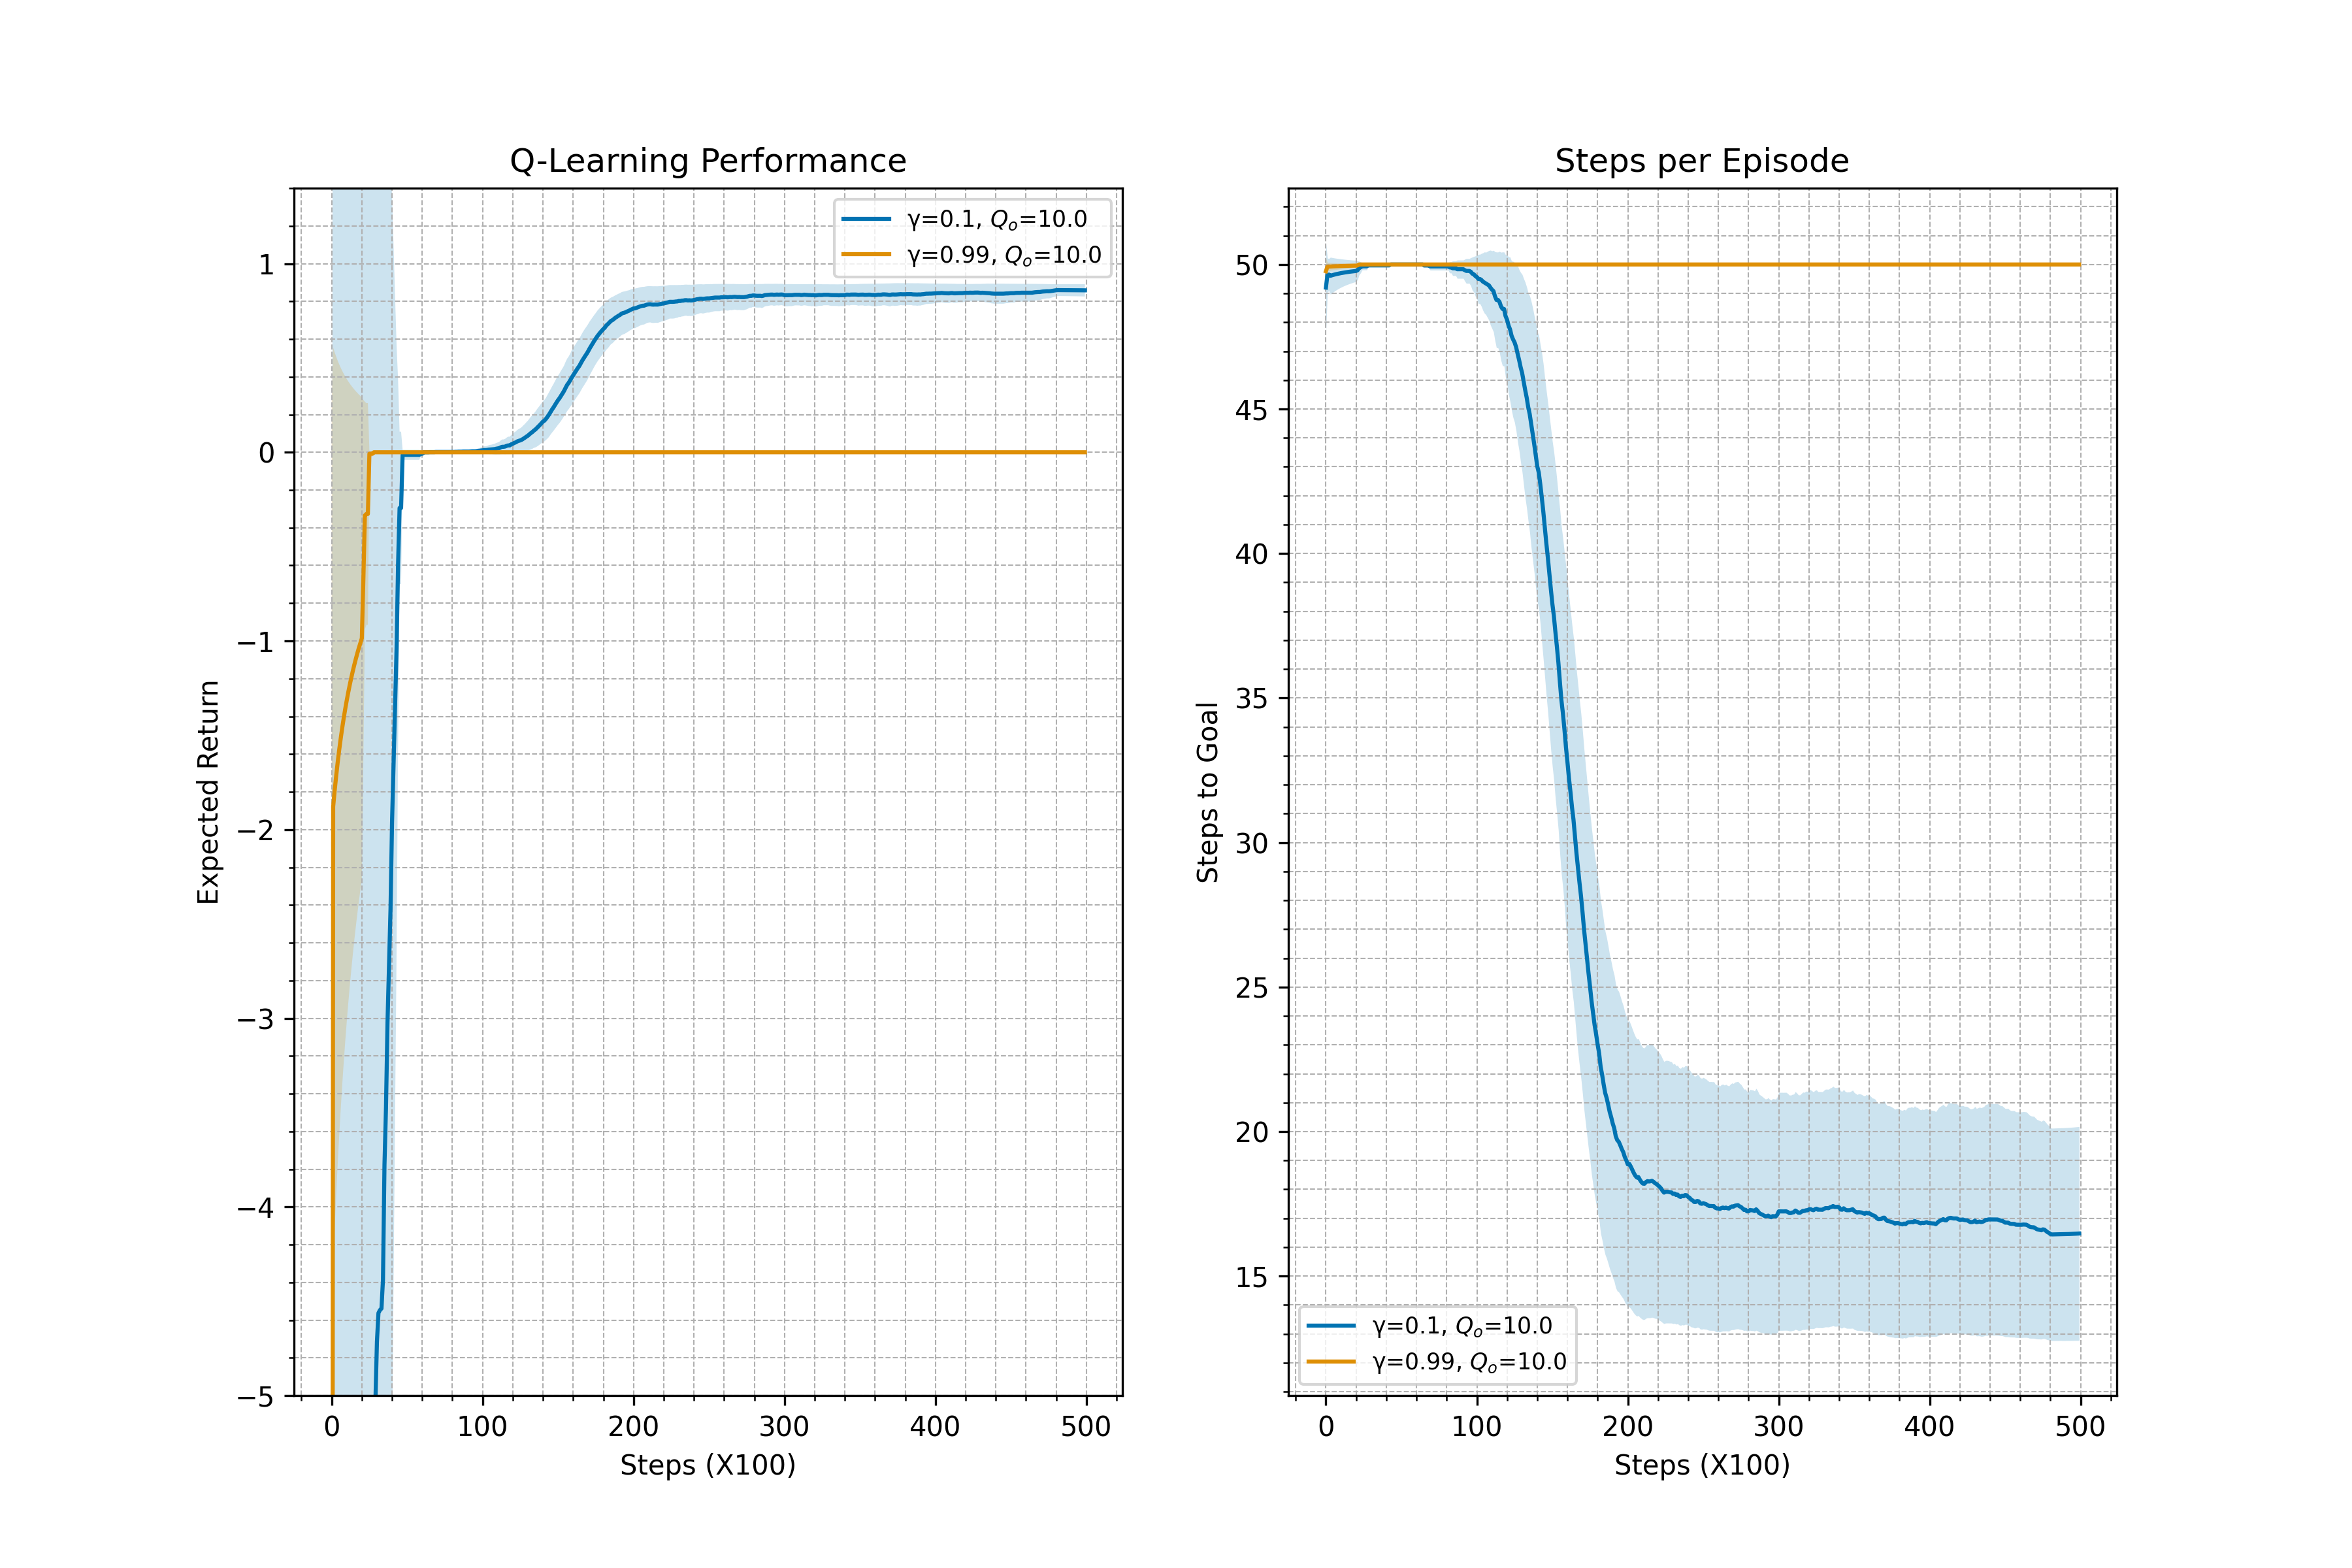 Q-Learning Performance
Expected Return
1
0
−1
−2
−3
−4
−5
γ=0.1, Qₒ=10.0
γ=0.99, Qₒ=10.0
0 100 200 300 400 500
Steps (X100)
Steps per Episode
Steps to Goal
50
45
40
35
30
25
20
15
γ=0.1, Qₒ=10.0
γ=0.99, Qₒ=10.0
0 100 200 300 400 500
Steps (X100)